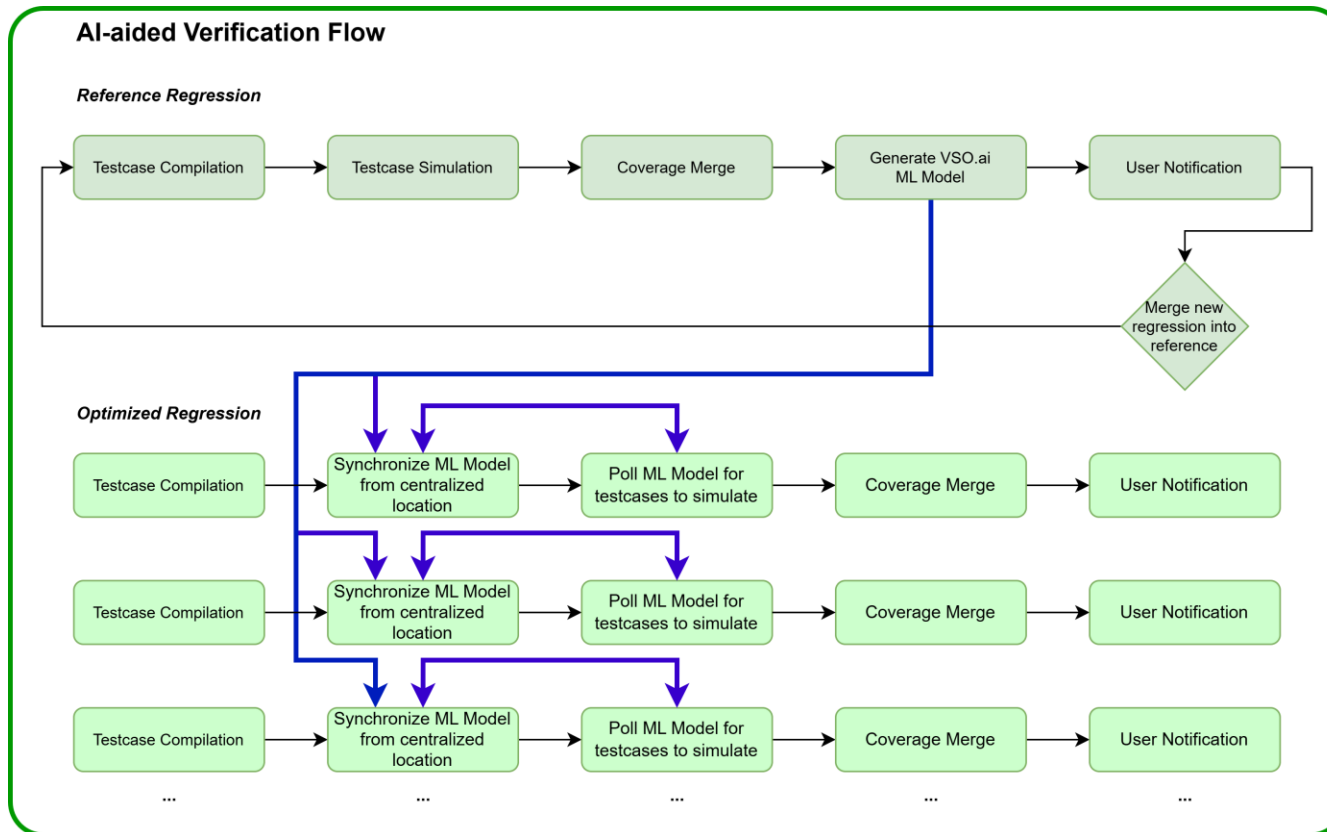 AI-aided Verification Flow
Reference Regression
Testcase Compilation
Testcase Simulation
Coverage Merge
Generate VSO.ai
ML Model
User Notification
Merge new
regression into
reference
Optimized Regression
Testcase Compilation
Synchronize ML Model
from centralized
location
Poll ML Model for
testcases to simulate
Coverage Merge
User Notification
Testcase Compilation
Synchronize ML Model
from centralized
location
Poll ML Model for
testcases to simulate
Coverage Merge
User Notification
Testcase Compilation
Synchronize ML Model
from centralized
location
Poll ML Model for
testcases to simulate
Coverage Merge
User Notification
... ... ... ... ...